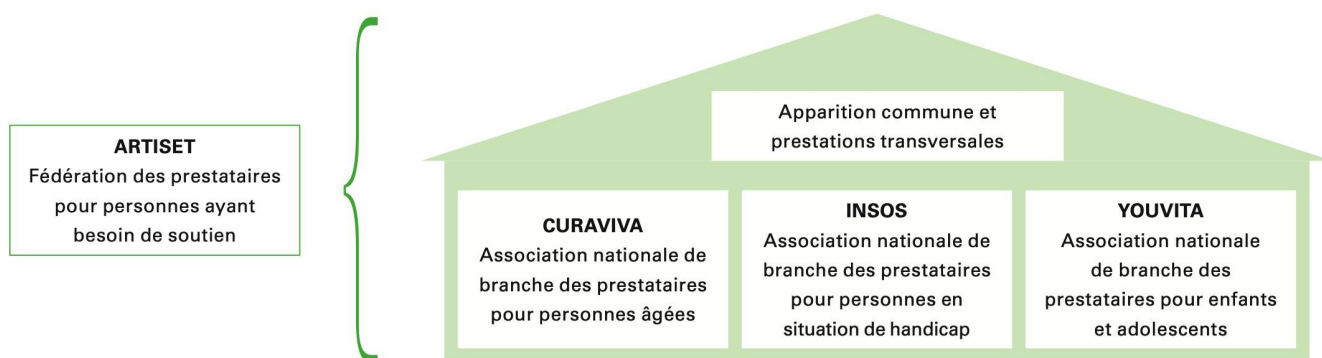 ARTISET
Fédération des prestataires
pour personnes ayant
besoin de soutien
Apparition commune et
prestations transversales
CURAVIVA
Association nationale de
branche des prestataires
pour personnes âgées
INSOS
Association nationale de
branche des prestataires
pour personnes en
situation de handicap
YOUVITA
Association nationale
de branche des
prestataires pour enfants
et adolescents